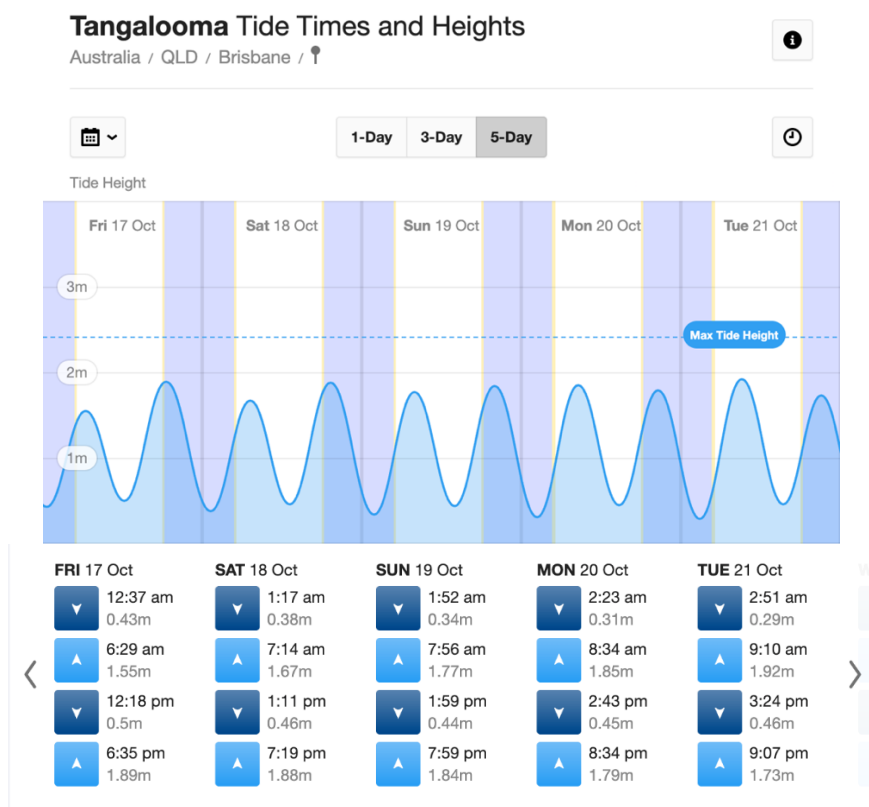 Tangalooma Tide Times and Heights
Australia / QLD / Brisbane /
1-Day 3-Day 5-Day
Tide Height
Fri 17 Oct Sat 18 Oct Sun 19 Oct Mon 20 Oct Tue 21 Oct
3m
Max Tide Height
2m
1m
FRI 17 Oct
12:37 am
0.43m
6:29 am
1.55m
12:18 pm
0.5m
6:35 pm
1.89m
SAT 18 Oct
1:17 am
0.38m
7:14 am
1.67m
1:11 pm
0.46m
7:19 pm
1.88m
SUN 19 Oct
1:52 am
0.34m
7:56 am
1.77m
1:59 pm
0.44m
7:59 pm
1.84m
MON 20 Oct
2:23 am
0.31m
8:34 am
1.85m
2:43 pm
0.45m
8:34 pm
1.79m
TUE 21 Oct
2:51 am
0.29m
9:10 am
1.92m
3:24 pm
0.46m
9:07 pm
1.73m